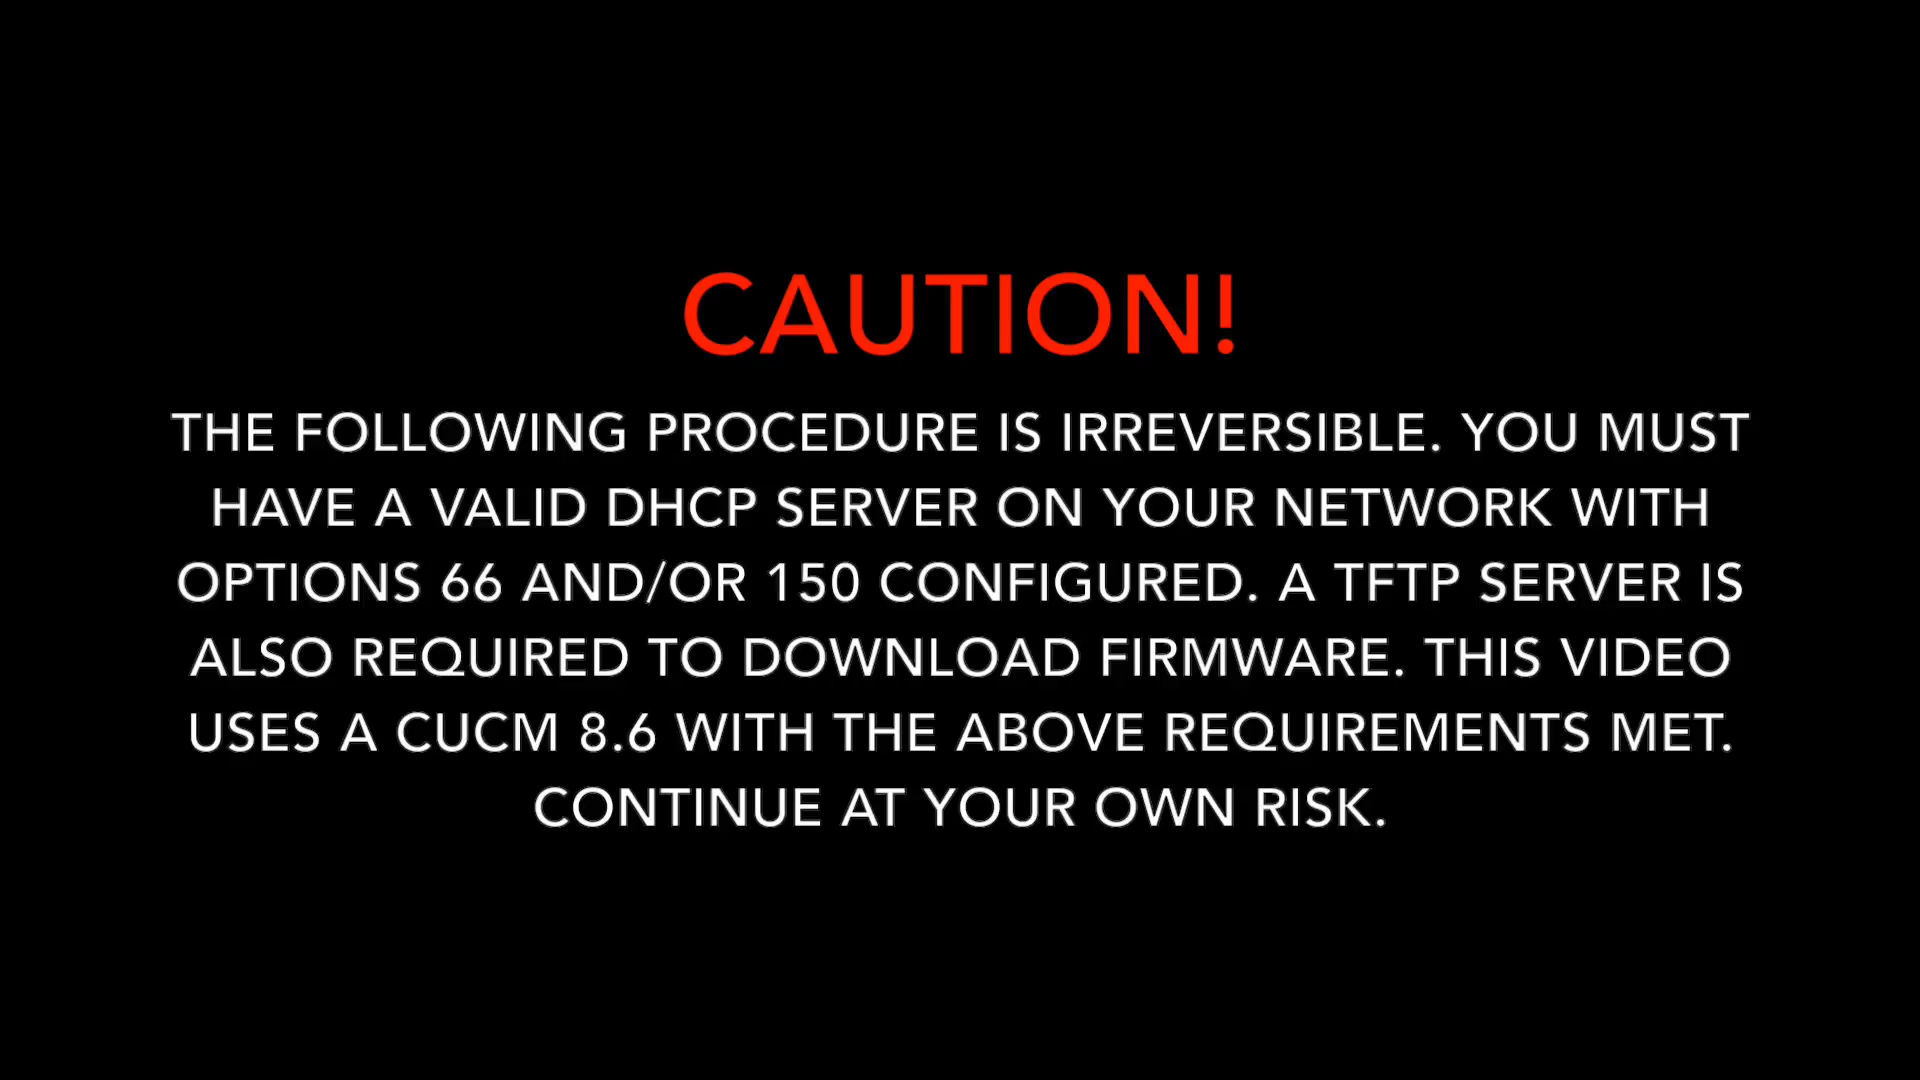 CAUTION!
THE FOLLOWING PROCEDURE IS IRREVERSIBLE. YOU MUST
HAVE A VALID DHCP SERVER ON YOUR NETWORK WITH
OPTIONS 66 AND/OR 150 CONFIGURED. A TFTP SERVER IS
ALSO REQUIRED TO DOWNLOAD FIRMWARE. THIS VIDEO
USES A CUCM 8.6 WITH THE ABOVE REQUIREMENTS MET.
CONTINUE AT YOUR OWN RISK.